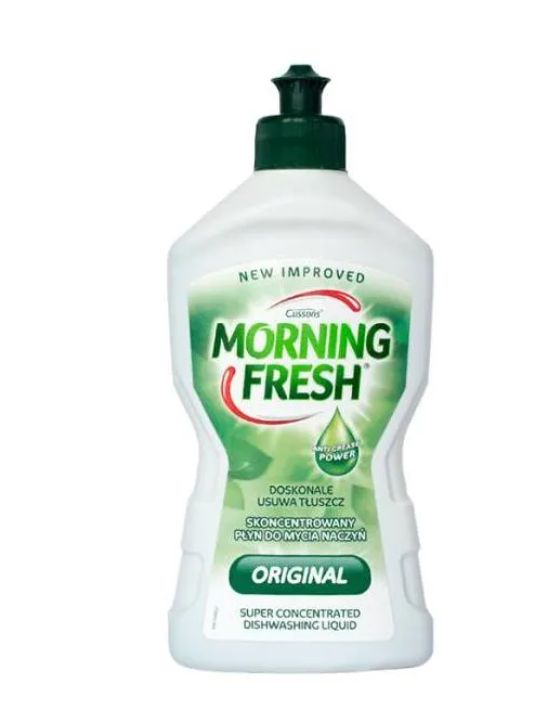 NEW IMPROVED
Cussons®
MORNING
FRESH®
ANTI GREASE
POWER
DOSKONALE
USUWA TŁUSZCZ
SKONCENTROWANY
PŁYN DO MYCIA NACZYŃ
ORIGINAL
SUPER CONCENTRATED
DISHWASHING LIQUID